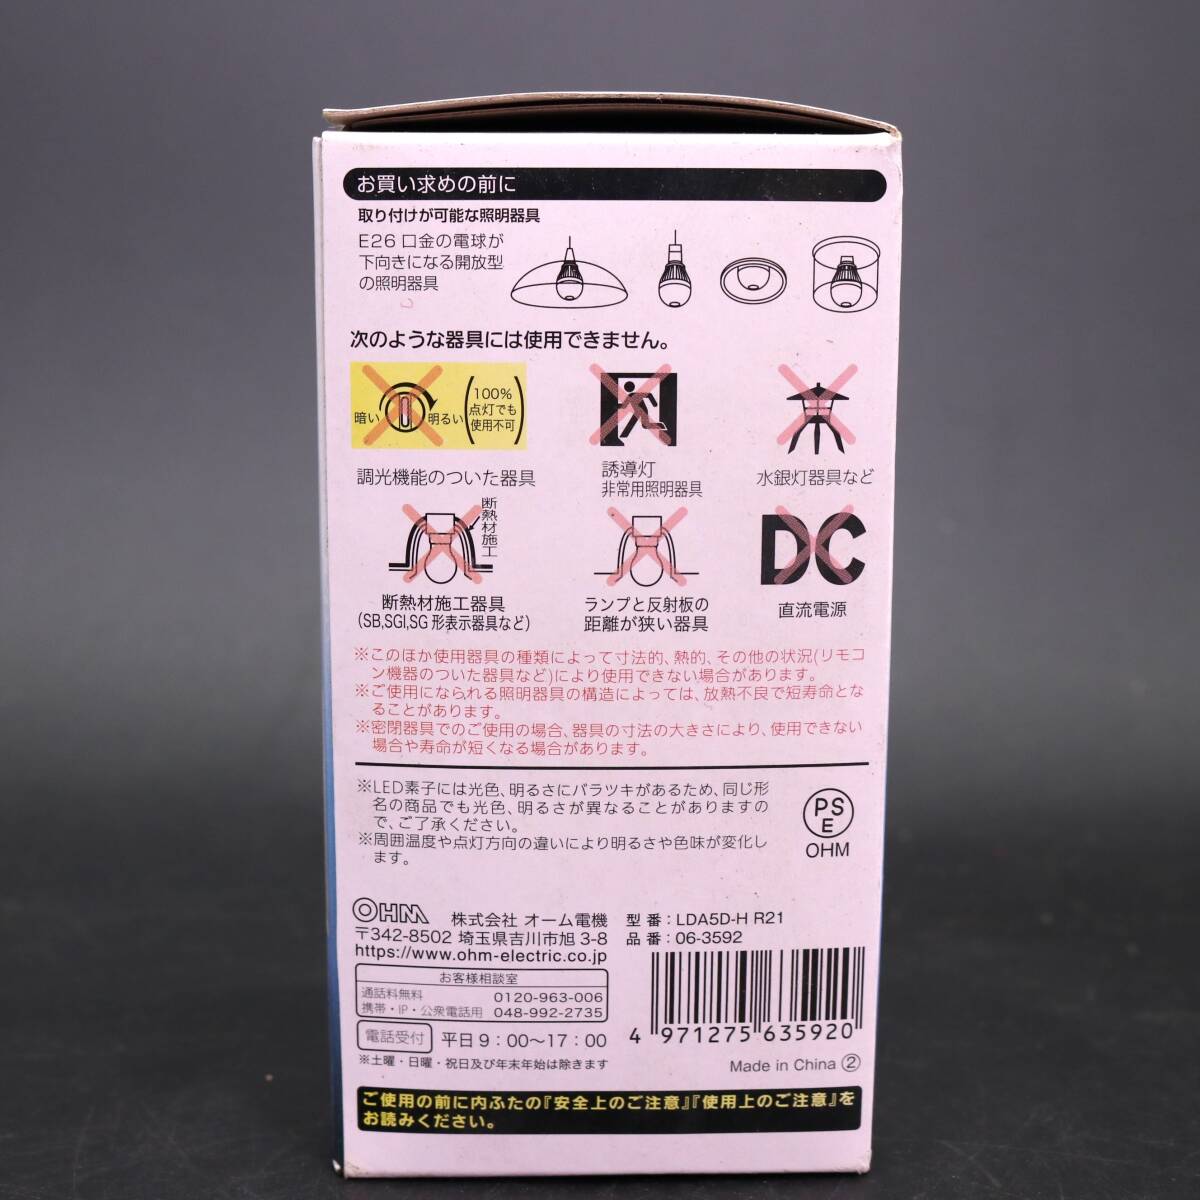 お買い求めの前に
取り付けが可能な照明器具
E26 口金の電球が
下向きになる開放型
の照明器具
次のような器具には使用できません。
暗い
明るい
100%
点灯でも
使用不可
調光機能のついた器具
誘導灯
非常用照明器具
水銀灯器具など
断熱材施工
断熱材施工器具
(SB,SGI,SG 形表示器具など)
ランプと反射板の
距離が狭い器具
DC
直流電源
※このほか使用器具の種類によって寸法的、熱的、その他の状況(リモコ
ン機器のついた器具など)により使用できない場合があります。
※ご使用になられる照明器具の構造によっては、放熱不良で短寿命とな
ることがあります。
※密閉器具でのご使用の場合、器具の寸法の大きさにより、使用できない
場合や寿命が短くなる場合があります。
※LED素子には光色、明るさにバラツキがあるため、同じ形
名の商品でも光色、明るさが異なることがありますの
で、ご了承ください。
※周囲温度や点灯方向の違いにより明るさや色味が変化し
ます。
PS
E
OHM
OHM 株式会社 オーム電機
〒342-8502 埼玉県吉川市旭 3-8
https://www.ohm-electric.co.jp
お客様相談室
通話料無料 0120-963-006
携帯・IP・公衆電話用 048-992-2735
電話受付 平日 9:00〜17:00
※土曜・日曜・祝日及び年末年始は除きます
型番:LDA5D-H R21
品番:06-3592
4 971275 635920
Made in China ②
ご使用の前に内ふたの『安全上のご注意』『使用上のご注意』を
お読みください。